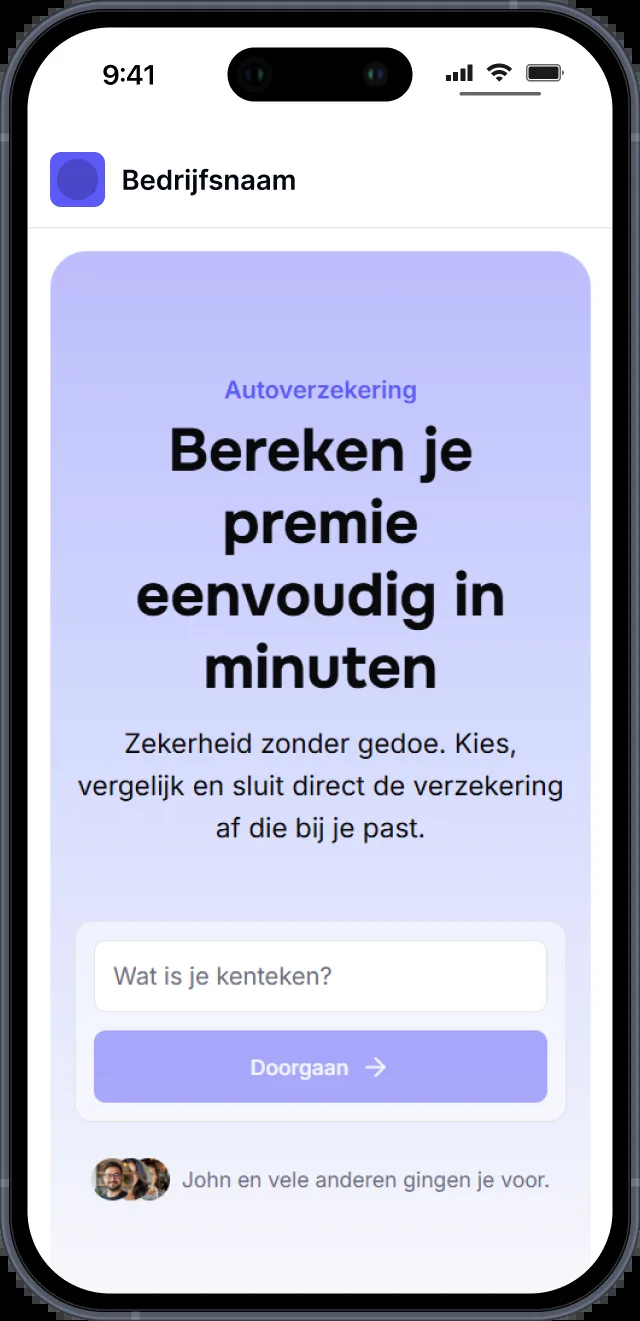 9:41
Bedrijfsnaam
Autoverzekering
Bereken je
premie
eenvoudig in
minuten
Zekerheid zonder gedoe. Kies,
vergelijk en sluit direct de verzekering
af die bij je past.
Wat is je kenteken?
Doorgaan →
John en vele anderen gingen je voor.